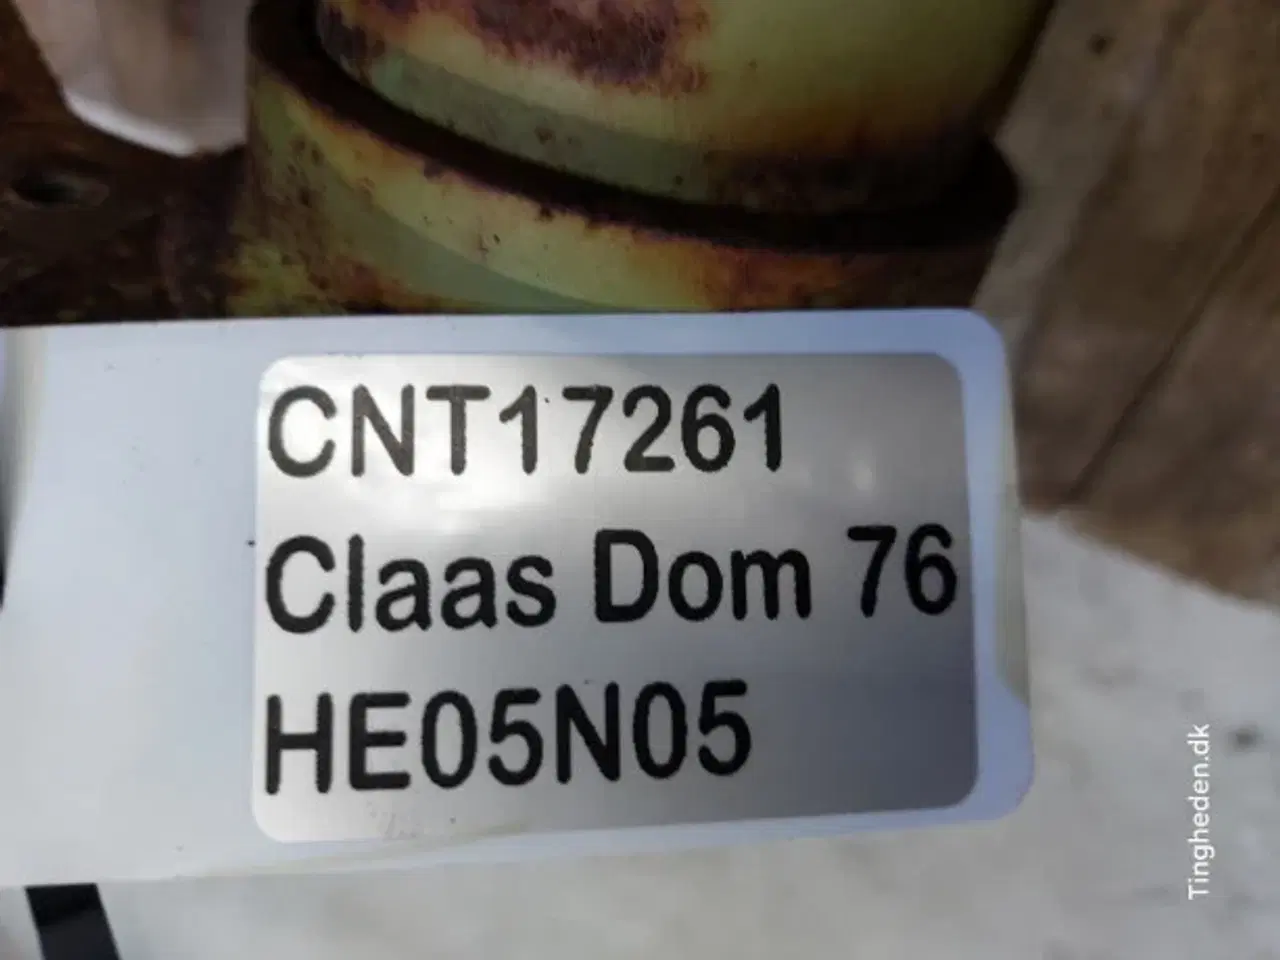 CNT17261
Claas Dom 76
HE05N05
Tingheden.dk